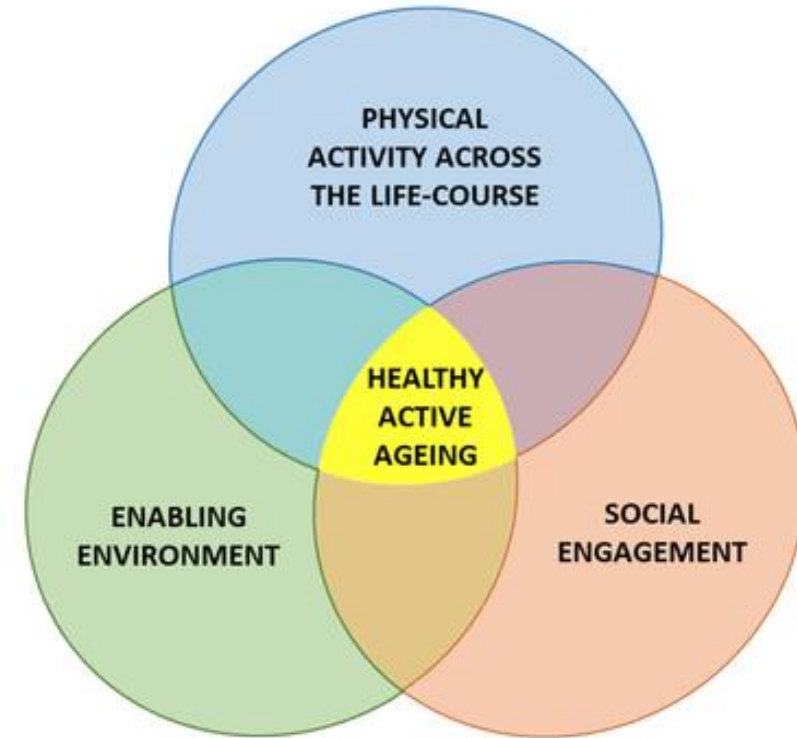 PHYSICAL
ACTIVITY ACROSS
THE LIFE-COURSE
HEALTHY
ACTIVE
AGEING
ENABLING
ENVIRONMENT
SOCIAL
ENGAGEMENT